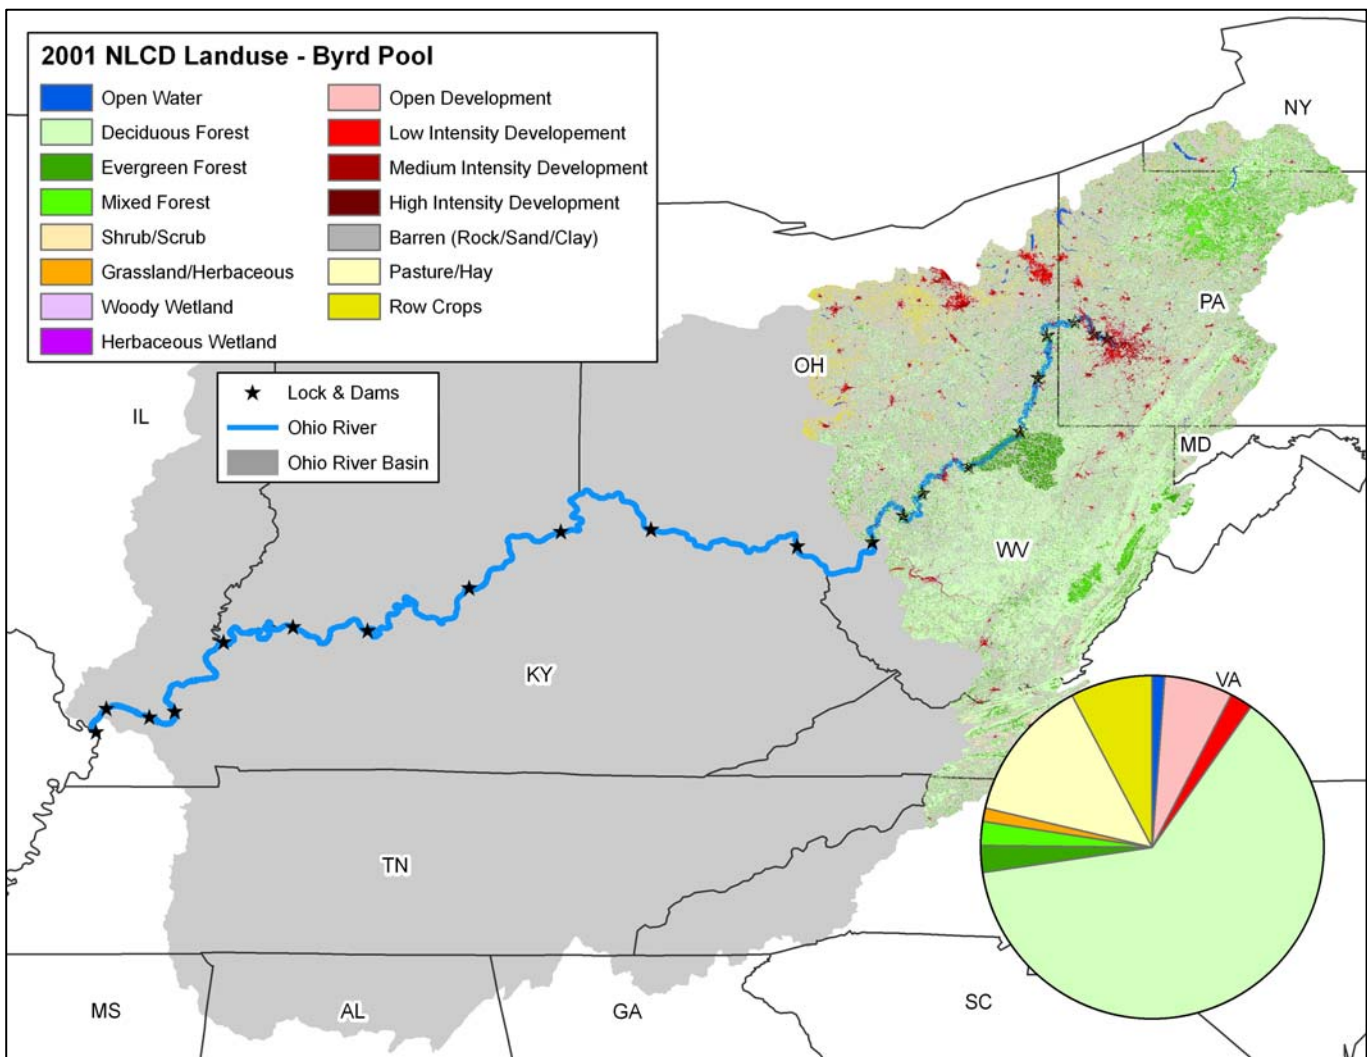 2001 NLCD Landuse - Byrd Pool
Open Water
Deciduous Forest
Evergreen Forest
Mixed Forest
Shrub/Scrub
Grassland/Herbaceous
Woody Wetland
Herbaceous Wetland
Open Development
Low Intensity Developement
Medium Intensity Development
High Intensity Development
Barren (Rock/Sand/Clay)
Pasture/Hay
Row Crops
Lock & Dams
Ohio River
Ohio River Basin
NY
PA
OH
IL
MD
WV
KY
VA
TN
MS
AL
GA
SC